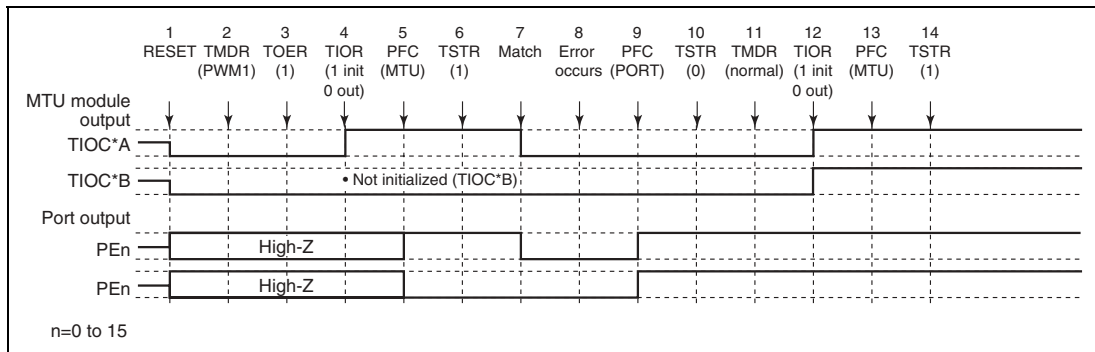 1 2 3 4 5 6 7 8 9 10 11 12 13 14
RESET TMDR TOER TIOR PFC TSTR Match Error PFC TSTR TMDR TIOR PFC TSTR
(PWM1) (1) (1 init (MTU) (1) occurs (PORT) (0) (normal) (1 init (MTU) (1)
0 out) 0 out)
MTU module
output
TIOC*A
TIOC*B
• Not initialized (TIOC*B)
Port output
PEn
High-Z
PEn
High-Z
n=0 to 15